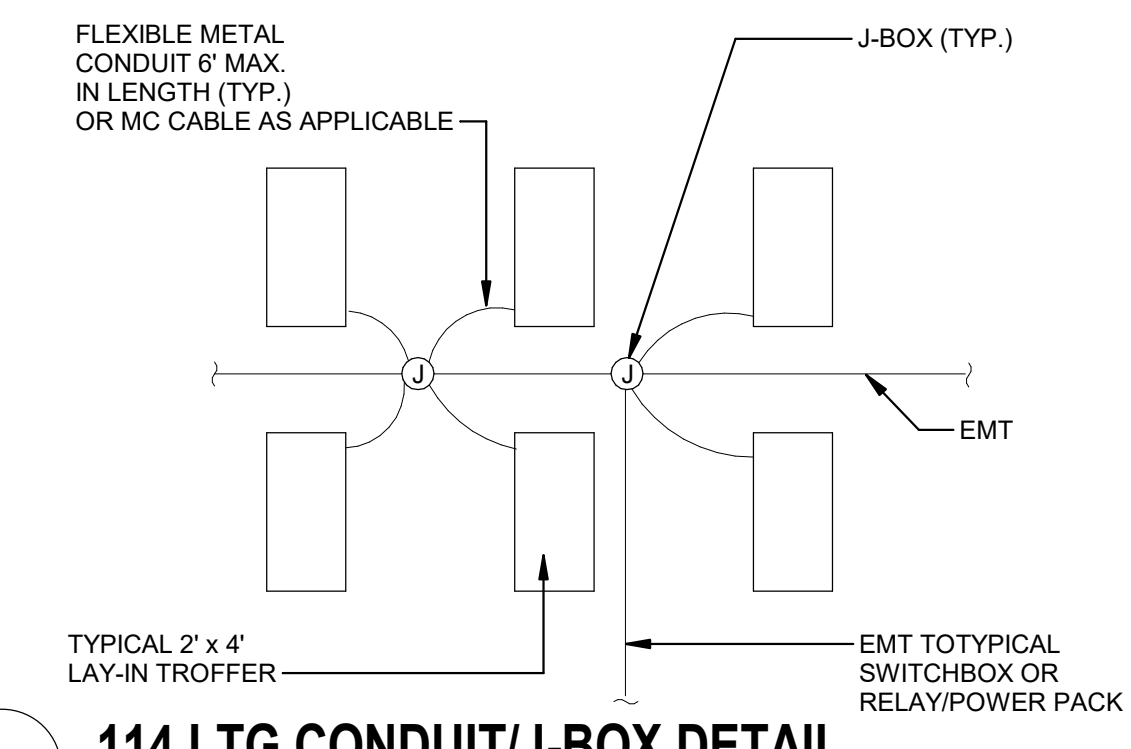 FLEXIBLE METAL
CONDUIT 6' MAX.
IN LENGTH (TYP.)
OR MC CABLE AS APPLICABLE
J-BOX (TYP.)
J
J
EMT
TYPICAL 2' x 4'
LAY-IN TROFFER
EMT TOTYPICAL
SWITCHBOX OR
RELAY/POWER PACK
114 LTG CONDUIT/J-BOX DETAIL